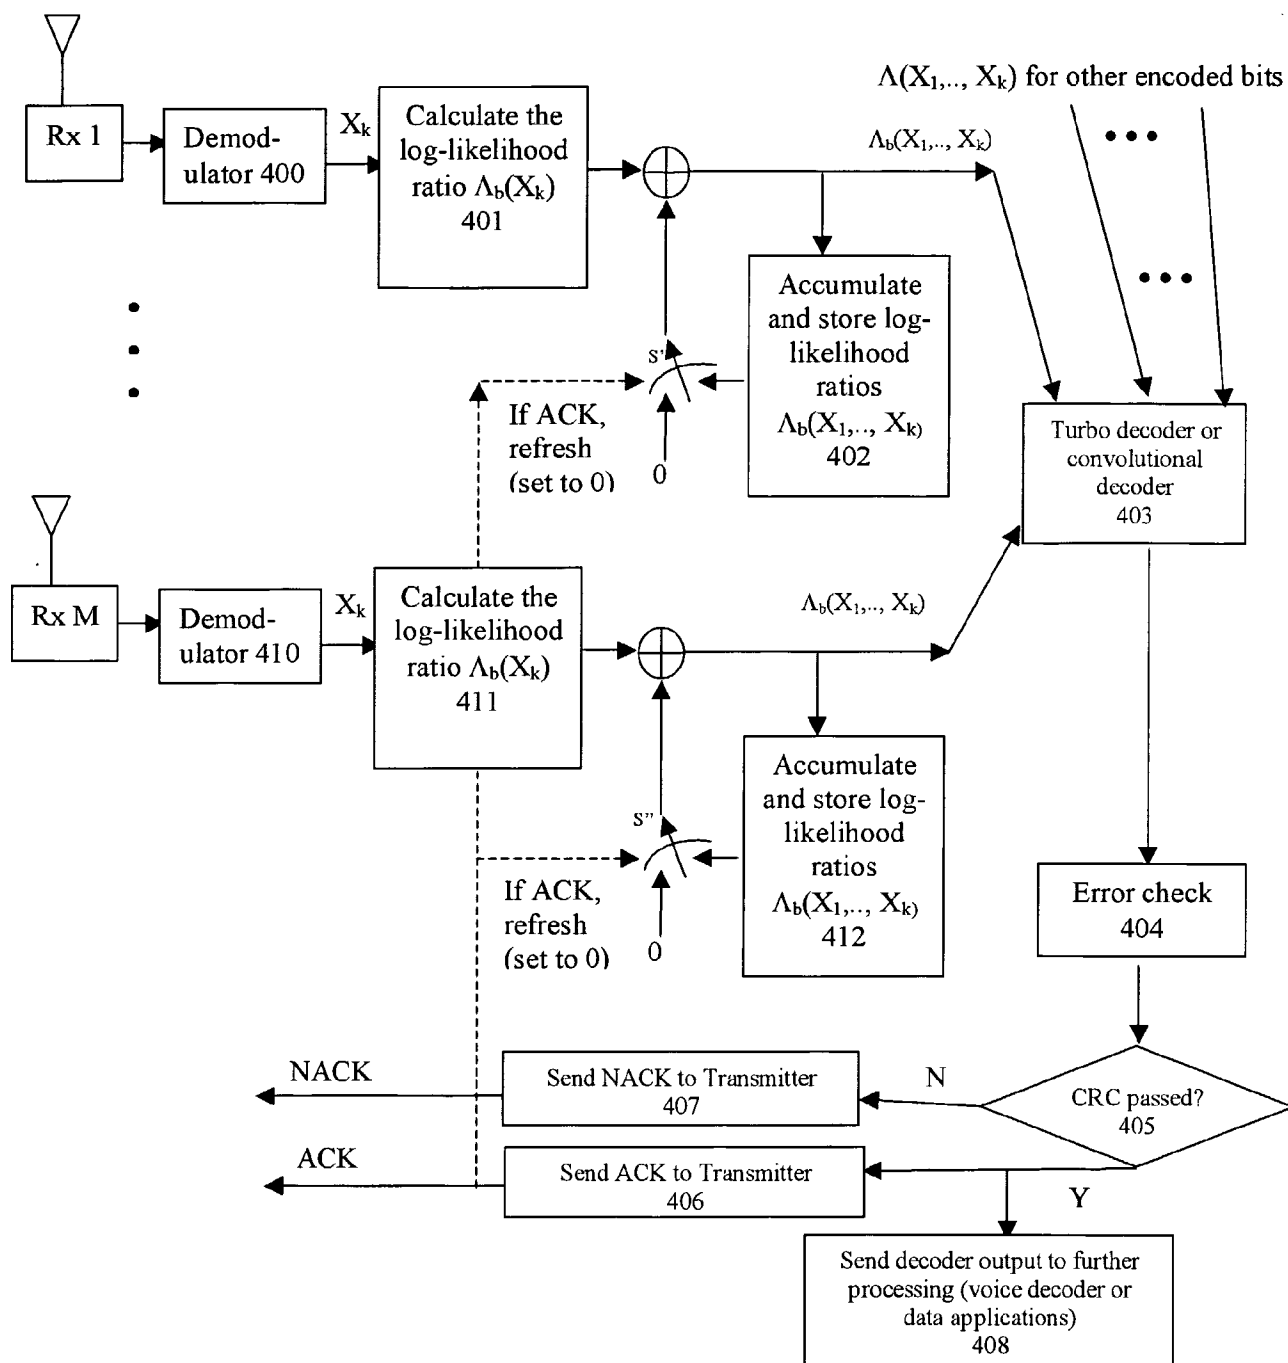 Λ(X₁,.., Xₖ) for other encoded bits
Rx 1
Demod-
ulator 400
Xₖ
Calculate the
log-likelihood
ratio Λb(Xₖ)
401
Λb(X₁,.., Xₖ)
Accumulate
and store log-
likelihood
ratios
Λb(X₁,.., Xₖ)
402
S'
If ACK,
refresh
(set to 0)
0
Turbo decoder or
convolutional
decoder
403
Rx M
Demod-
ulator 410
Xₖ
Calculate the
log-likelihood
ratio Λb(Xₖ)
411
Λb(X₁,.., Xₖ)
Accumulate
and store log-
likelihood
ratios
Λb(X₁,.., Xₖ)
412
S"
If ACK,
refresh
(set to 0)
0
Error check
404
CRC passed?
405
N
Send NACK to Transmitter
407
NACK
Y
Send ACK to Transmitter
406
ACK
Send decoder output to further
processing (voice decoder or
data applications)
408